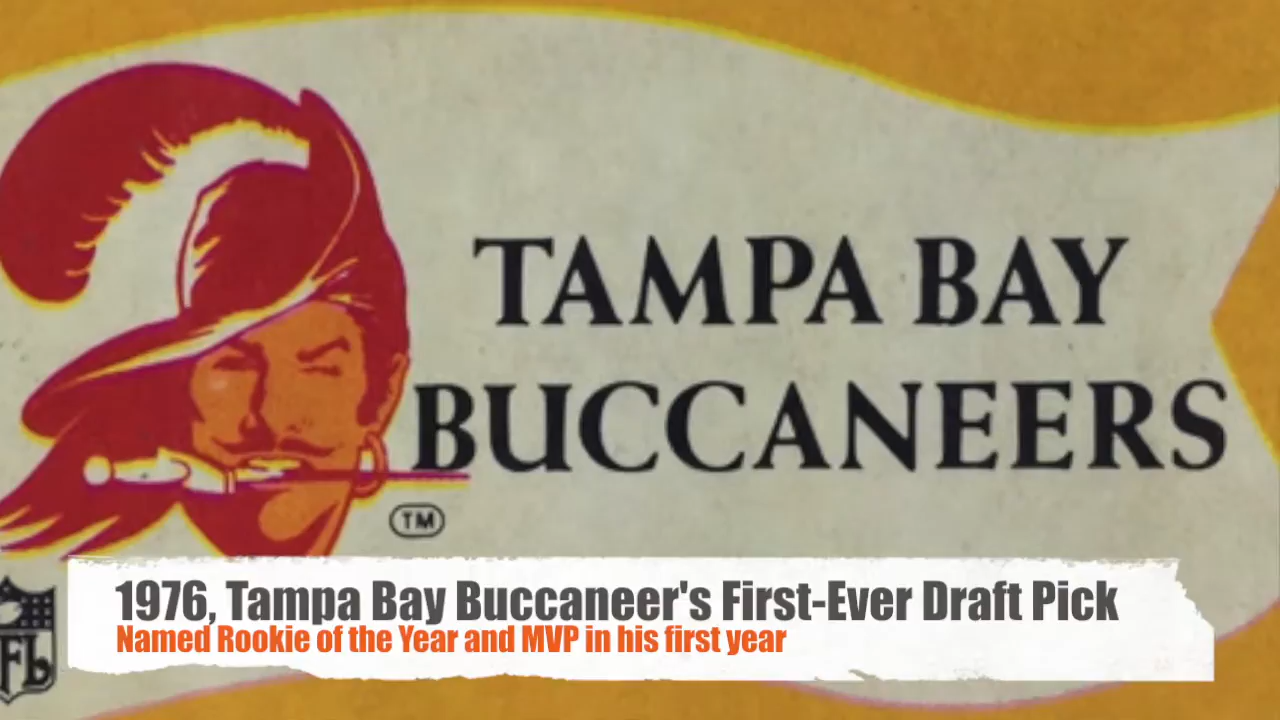 TAMPA BAY
BUCCANEERS
TM
1976, Tampa Bay Buccaneer's First-Ever Draft Pick
Named Rookie of the Year and MVP in his first year